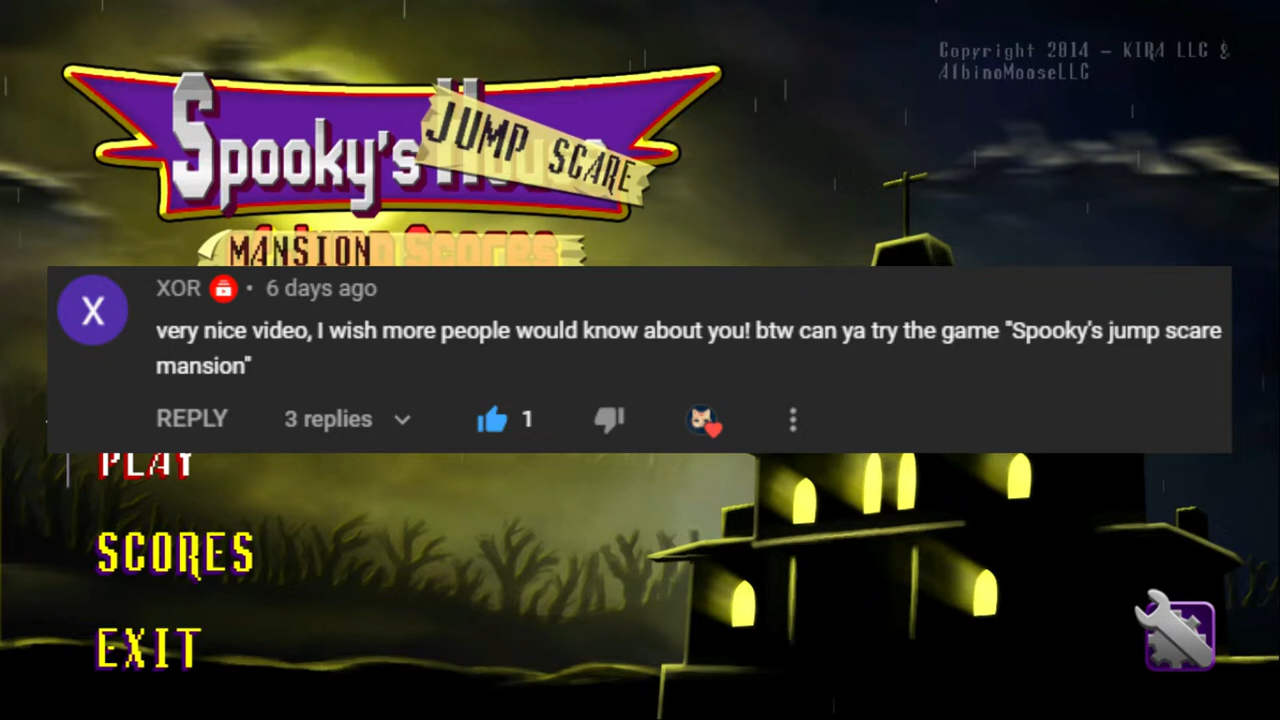 Copyright 2014 – KIRA LLC &
AlbinoMooseLLC
Spooky's
JUMP SCARE
MANSION
X
XOR • 6 days ago
very nice video, I wish more people would know about you! btw can ya try the game "Spooky's jump scare
mansion"
REPLY 3 replies 1
PLAY
SCORES
EXIT